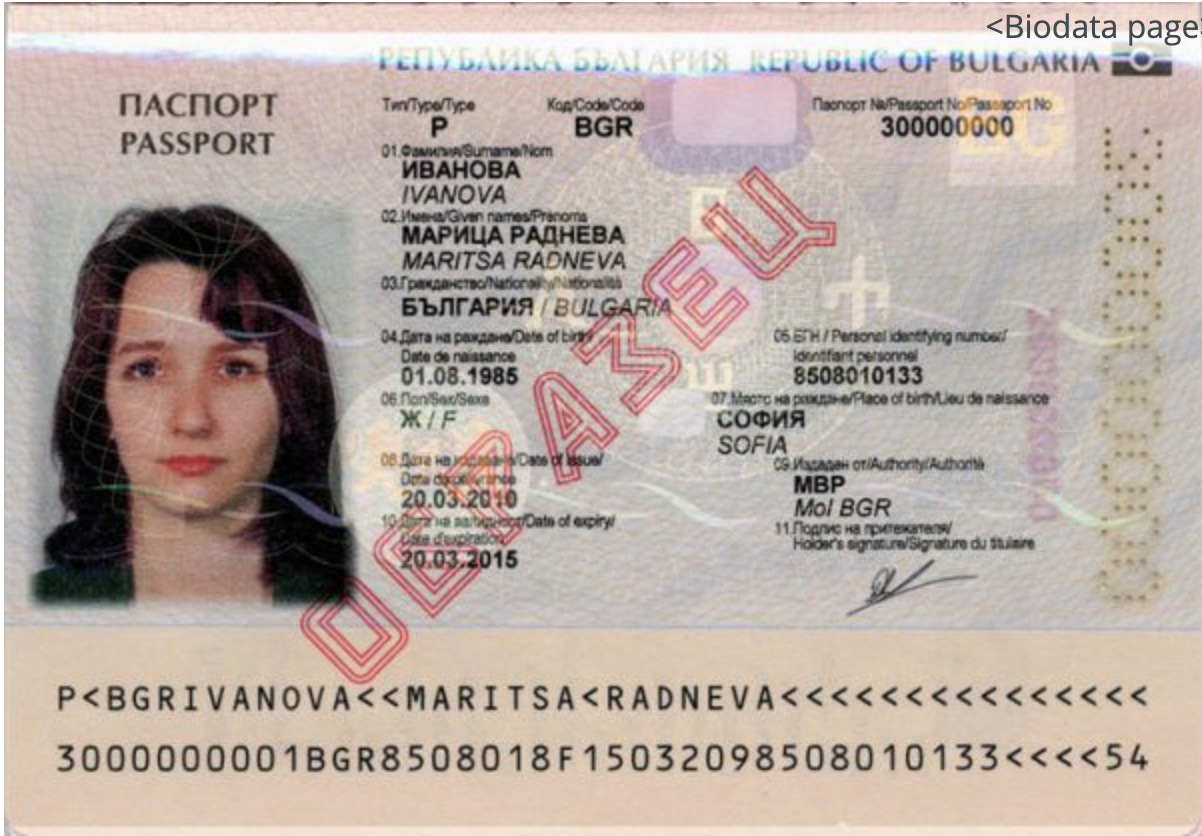 <Biodata page
РЕПУБЛИКА БЪЛГАРИЯ REPUBLIC OF BULGARIA
ПАСПОРТ
PASSPORT
Тип/Type/Type Код/Code/Code Паспорт №/Passport No/Passeport No
P BGR 300000000
01.Фамилия/Surname/Nom
ИВАНОВА
IVANOVA
02.Имена/Given names/Prénoms
МАРИЦА РАДНЕВА
MARITSA RADNEVA
03.Гражданство/Nationality/Nationalité
БЪЛГАРИЯ / BULGARIA
04.Дата на раждане/Date of birth/
Date de naissance
01.08.1985
05.ЕГН / Personal identifying number/
Identifiant personnel
8508010133
06.Пол/Sex/Sexe
Ж / F
07.Място на раждане/Place of birth/Lieu de naissance
СОФИЯ
SOFIA
08.Дата на издаване/Date of issue/
Date de délivrance
20.03.2010
09.Издаден от/Authority/Autorité
МВР
MoI BGR
10.Дата на валидност/Date of expiry/
Date d'expiration
20.03.2015
11.Подпис на притежателя/
Holder's signature/Signature du titulaire
ОБРАЗЕЦ
P<BGRIVANOVA<<MARITSA<RADNEVA<<<<<<<<<<<<<<<
3000000001BGR8508018F15032098508010133<<<<54